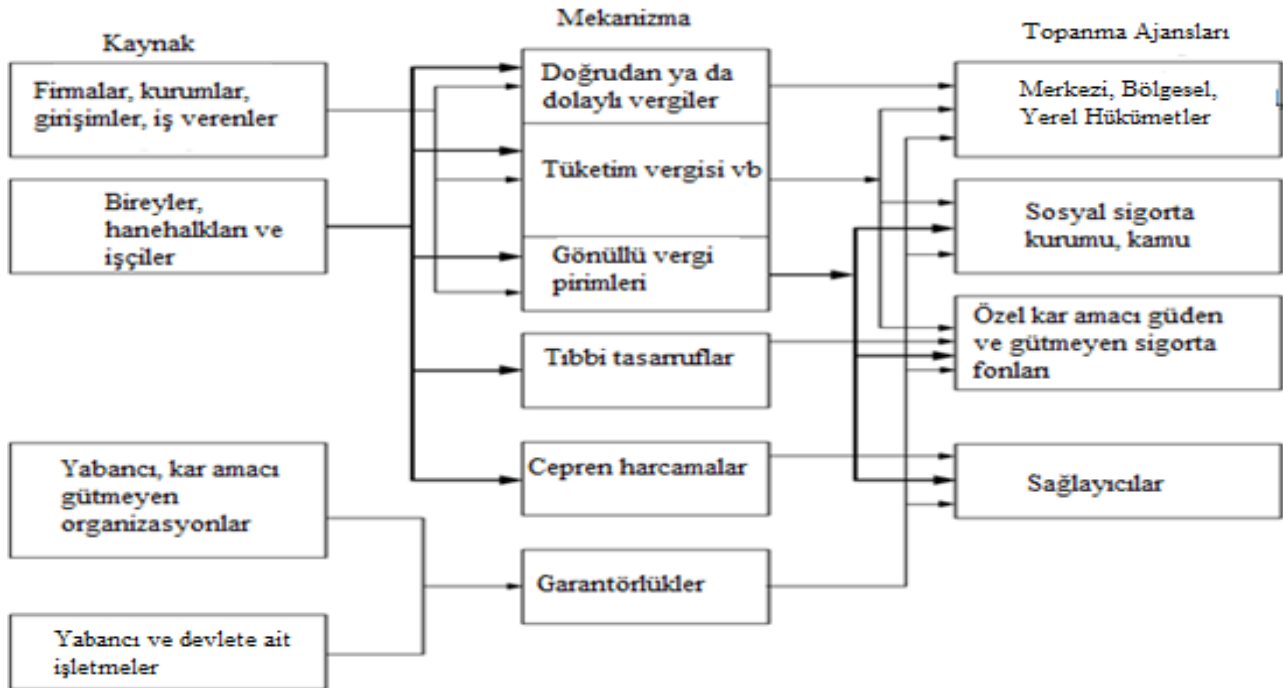 Kaynak
Firmalar, kurumlar,
girişimler, iş verenler
Bireyler,
hanehalkları ve
işçiler
Yabancı, kar amacı
gütmeyen
organizasyonlar
Yabancı ve devlete ait
işletmeler
Mekanizma
Doğrudan ya da
dolaylı vergiler
Tüketim vergisi vb
Gönüllü vergi
pirimleri
Tıbbi tasarruflar
Cepren harcamalar
Garantörlükler
Topanma Ajansları
Merkezi, Bölgesel,
Yerel Hükümetler
Sosyal sigorta
kurumu, kamu
Özel kar amacı güden
ve gütmeyen sigorta
fonları
Sağlayıcılar